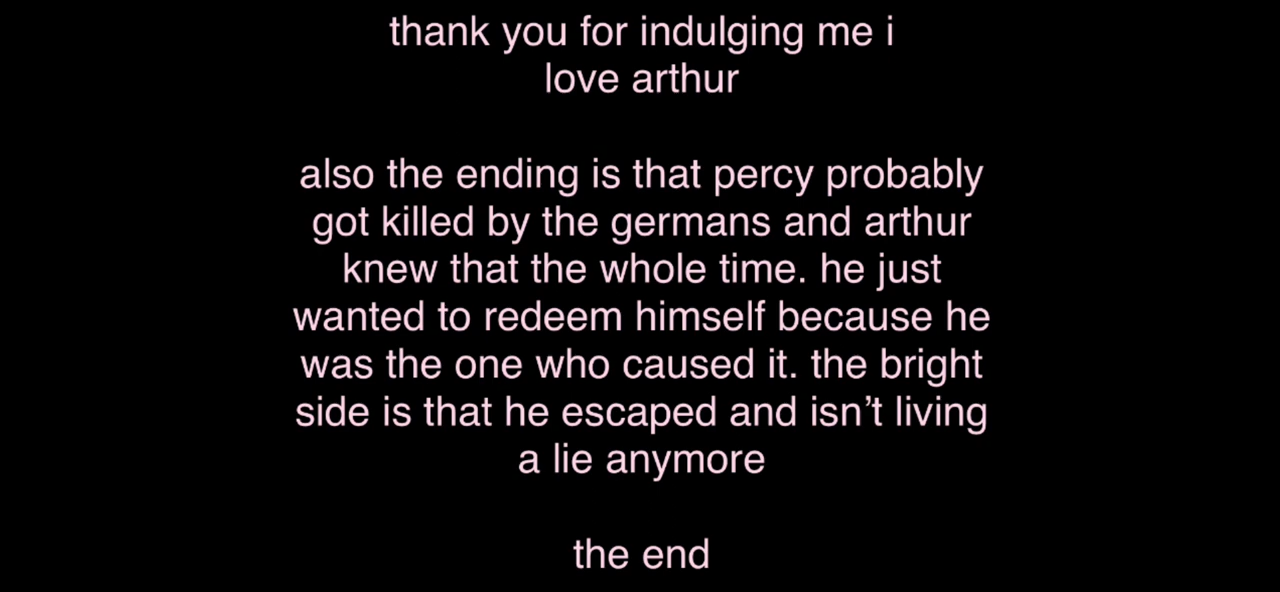 thank you for indulging me i
love arthur
also the ending is that percy probably
got killed by the germans and arthur
knew that the whole time. he just
wanted to redeem himself because he
was the one who caused it. the bright
side is that he escaped and isn’t living
a lie anymore
the end